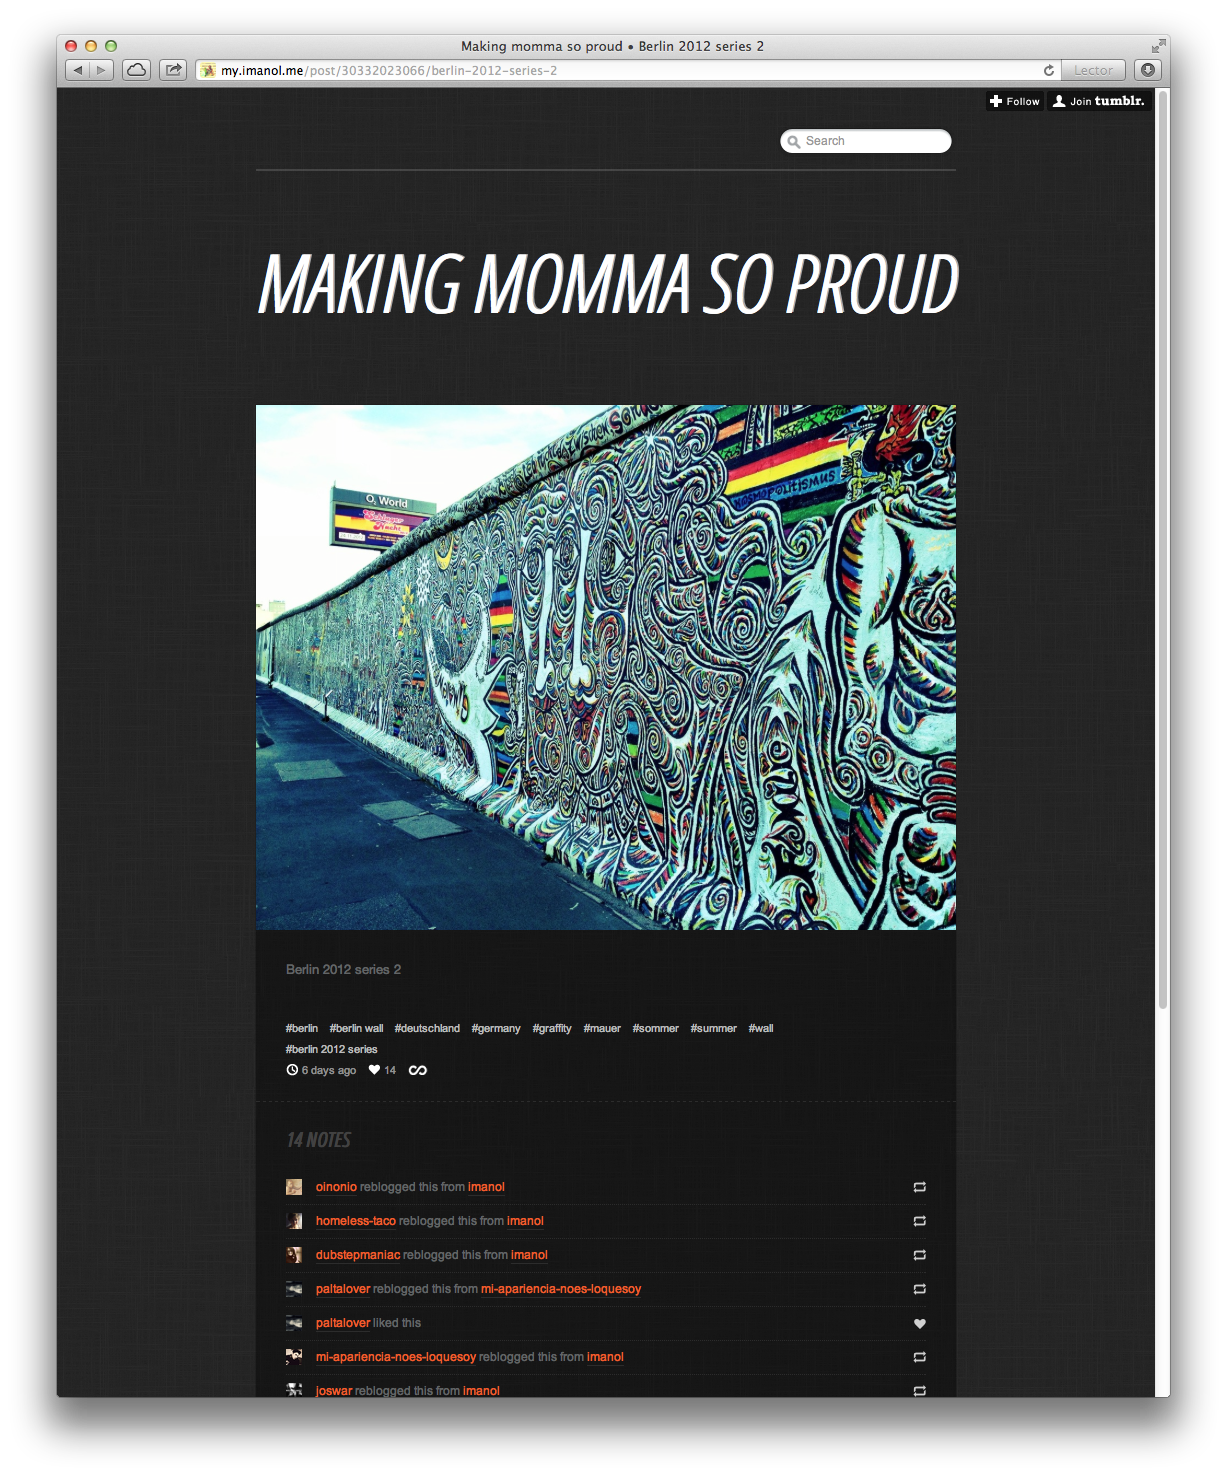 Making momma so proud • Berlin 2012 series 2
my.imanol.me/post/30332023066/berlin-2012-series-2
Lector
Follow
Join tumblr.
Search
MAKING MOMMA SO PROUD
O₂ World
Schlager
Nacht
KOSMOPOLITISMUS
FAMILIE
Berlin 2012 series 2
#berlin #berlin wall #deutschland #germany #graffity #mauer #sommer #summer #wall
#berlin 2012 series
6 days ago 14
14 NOTES
oinonio reblogged this from imanol
homeless-taco reblogged this from imanol
dubstepmaniac reblogged this from imanol
paltalover reblogged this from mi-apariencia-noes-loquesoy
paltalover liked this
mi-apariencia-noes-loquesoy reblogged this from imanol
joswar reblogged this from imanol